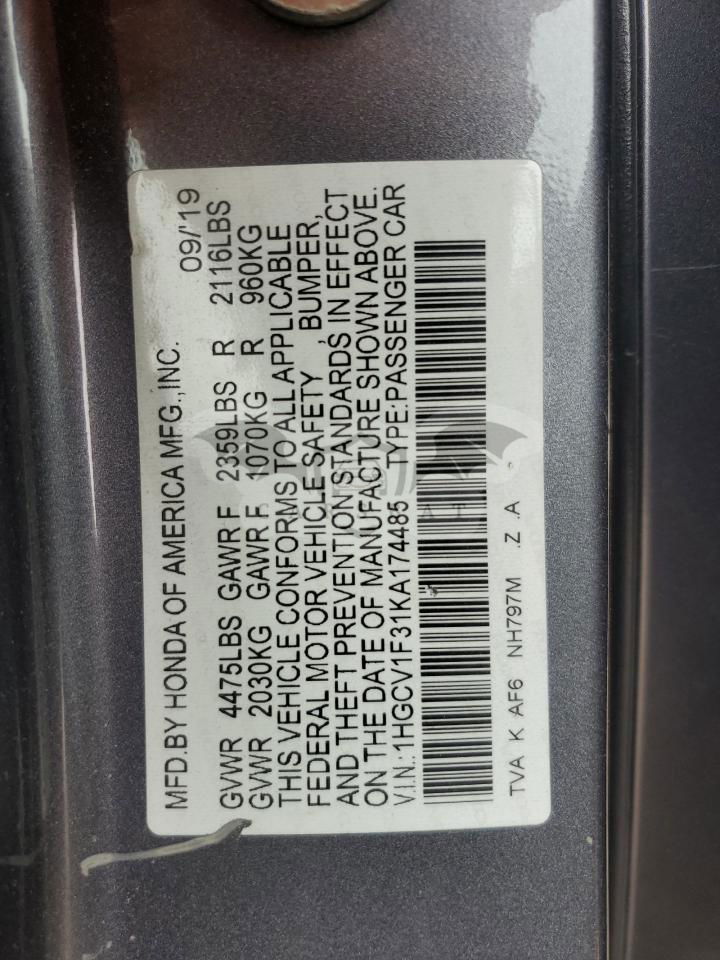 MFD.BY HONDA OF AMERICA MFG.,INC. 09/'19
GVWR 4475LBS GAWR F 2359LBS R 2116LBS
GVWR 2030KG GAWR F 1070KG R 960KG
THIS VEHICLE CONFORMS TO ALL APPLICABLE
FEDERAL MOTOR VEHICLE SAFETY , BUMPER,
AND THEFT PREVENTION STANDARDS IN EFFECT
ON THE DATE OF MANUFACTURE SHOWN ABOVE.
V.I.N.:1HGCV1F31KA174485 TYPE:PASSENGER CAR
TVA K AF6 NH797M .Z .A